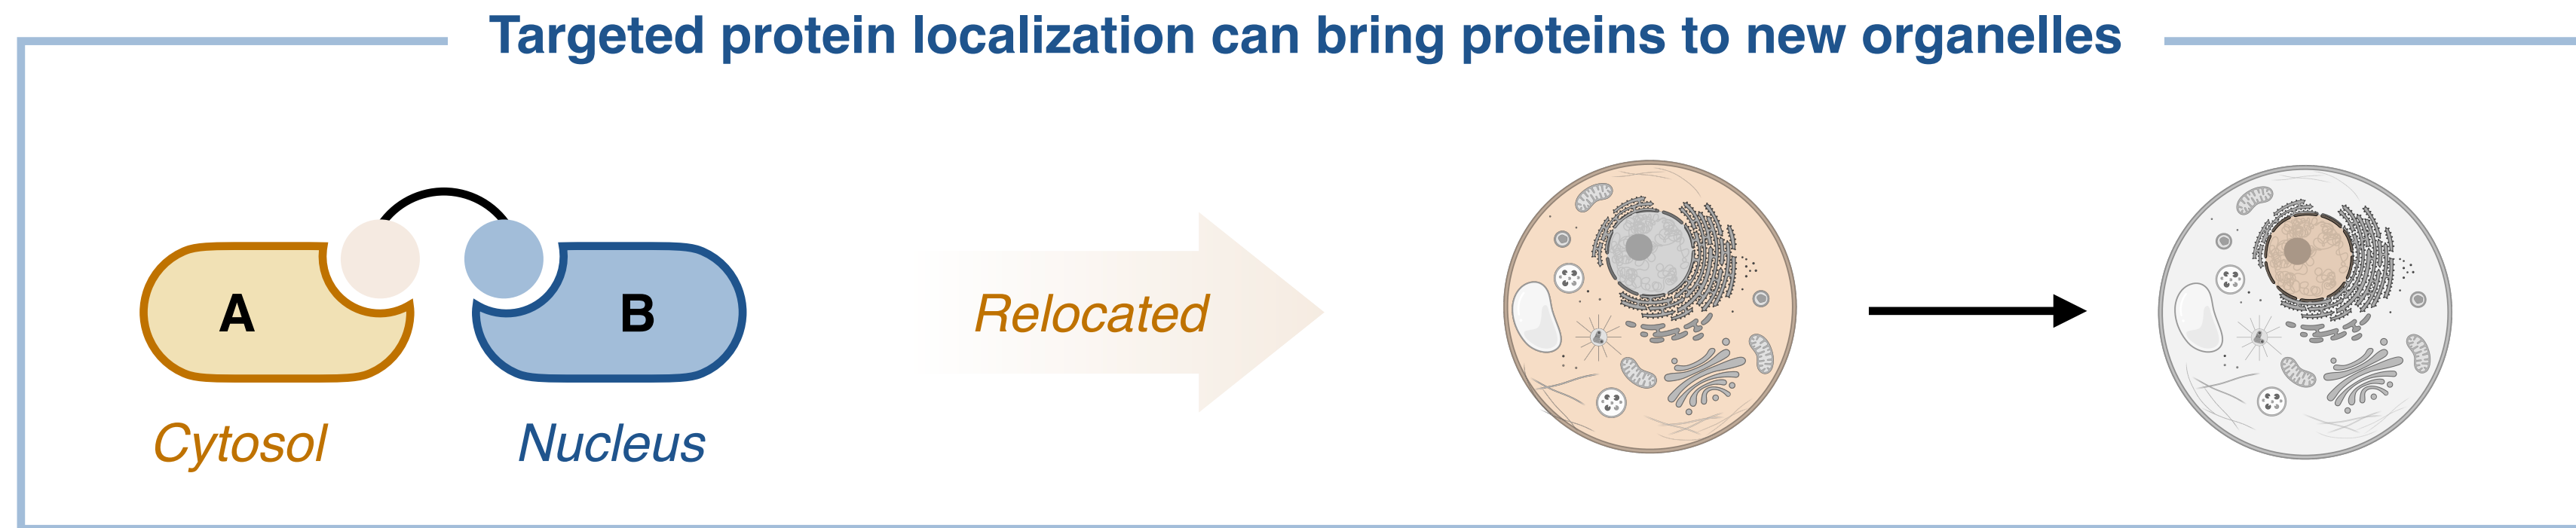 Targeted protein localization can bring proteins to new organelles
A
B
Relocated
Cytosol
Nucleus